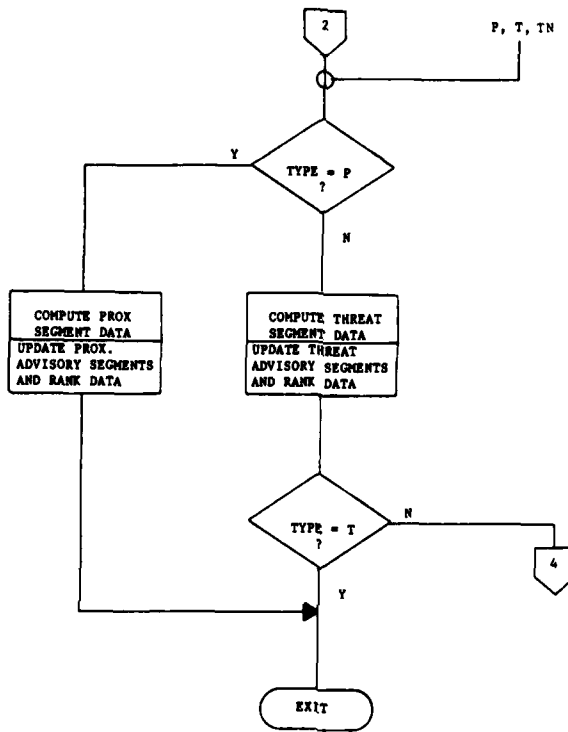 2
P, T, TN
TYPE = P
?
Y
N
COMPUTE PROX
SEGMENT DATA
UPDATE PROX.
ADVISORY SEGMENTS
AND RANK DATA
COMPUTE THREAT
SEGMENT DATA
UPDATE THREAT
ADVISORY SEGMENTS
AND RANK DATA
TYPE = T
?
N
Y
4
EXIT